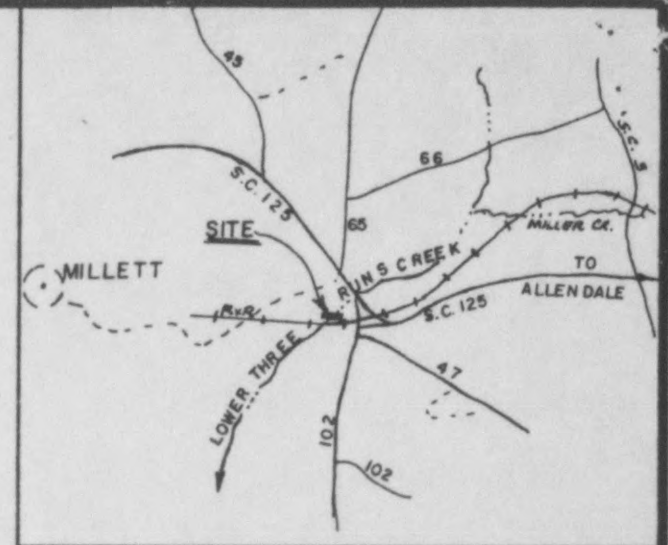 45
S.C. 125
66
S.C. 3
SITE
65
RUNS CREEK
MILLER CR.
MILLETT
TO
ALLENDALE
R.R.
S.C. 125
LOWER THREE
47
102
102